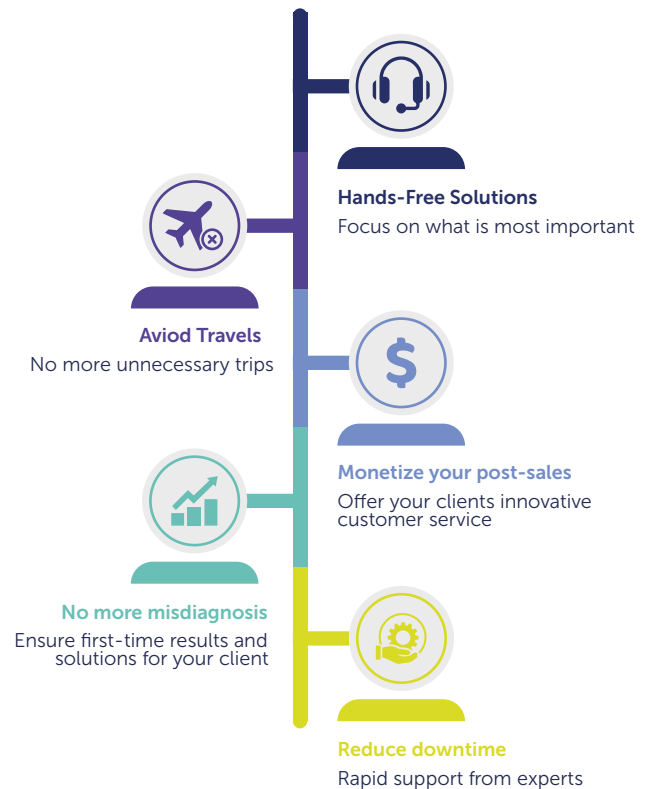 Hands-Free Solutions
Focus on what is most important
Aviod Travels
No more unnecessary trips
$
Monetize your post-sales
Offer your clients innovative
customer service
No more misdiagnosis
Ensure first-time results and
solutions for your client
Reduce downtime
Rapid support from experts